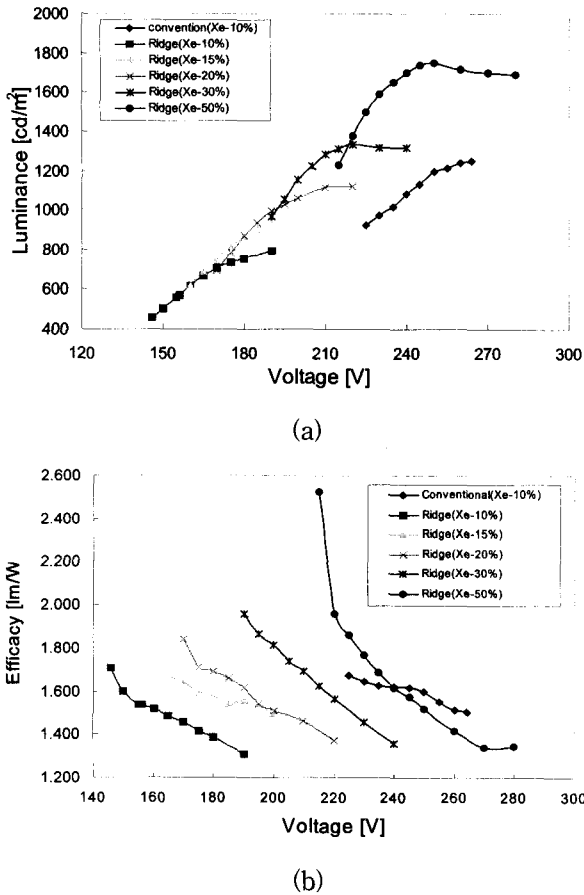 2000
1800
1600
1400
1200
1000
800
600
400
Luminance [cd/㎡]
convention(Xe-10%)
Ridge(Xe-10%)
Ridge(Xe-15%)
Ridge(Xe-20%)
Ridge(Xe-30%)
Ridge(Xe-50%)
120 150 180 210 240 270 300
Voltage [V]
(a)
2.600
2.400
2.200
2.000
1.800
1.600
1.400
1.200
Efficacy [lm/W]
Conventional(Xe-10%)
Ridge(Xe-10%)
Ridge(Xe-15%)
Ridge(Xe-20%)
Ridge(Xe-30%)
Ridge(Xe-50%)
140 160 180 200 220 240 260 280 300
Voltage [V]
(b)